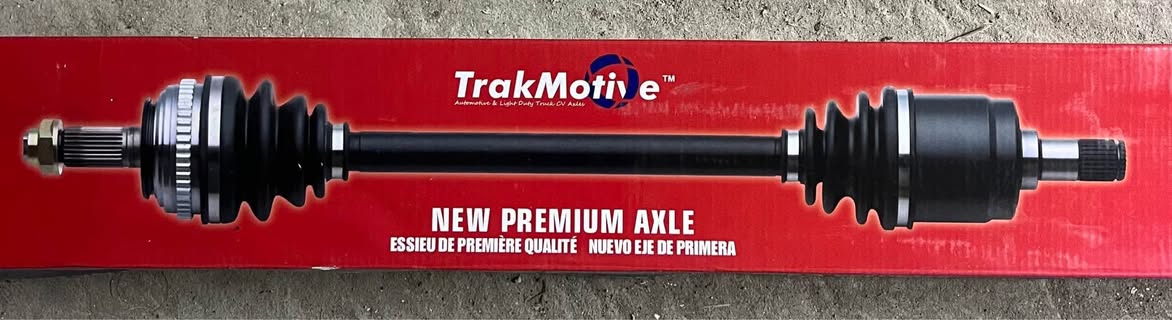 TrakMotive™
Automotive & Light Duty Truck CV Axles
NEW PREMIUM AXLE
ESSIEU DE PREMIÈRE QUALITÉ NUEVO EJE DE PRIMERA